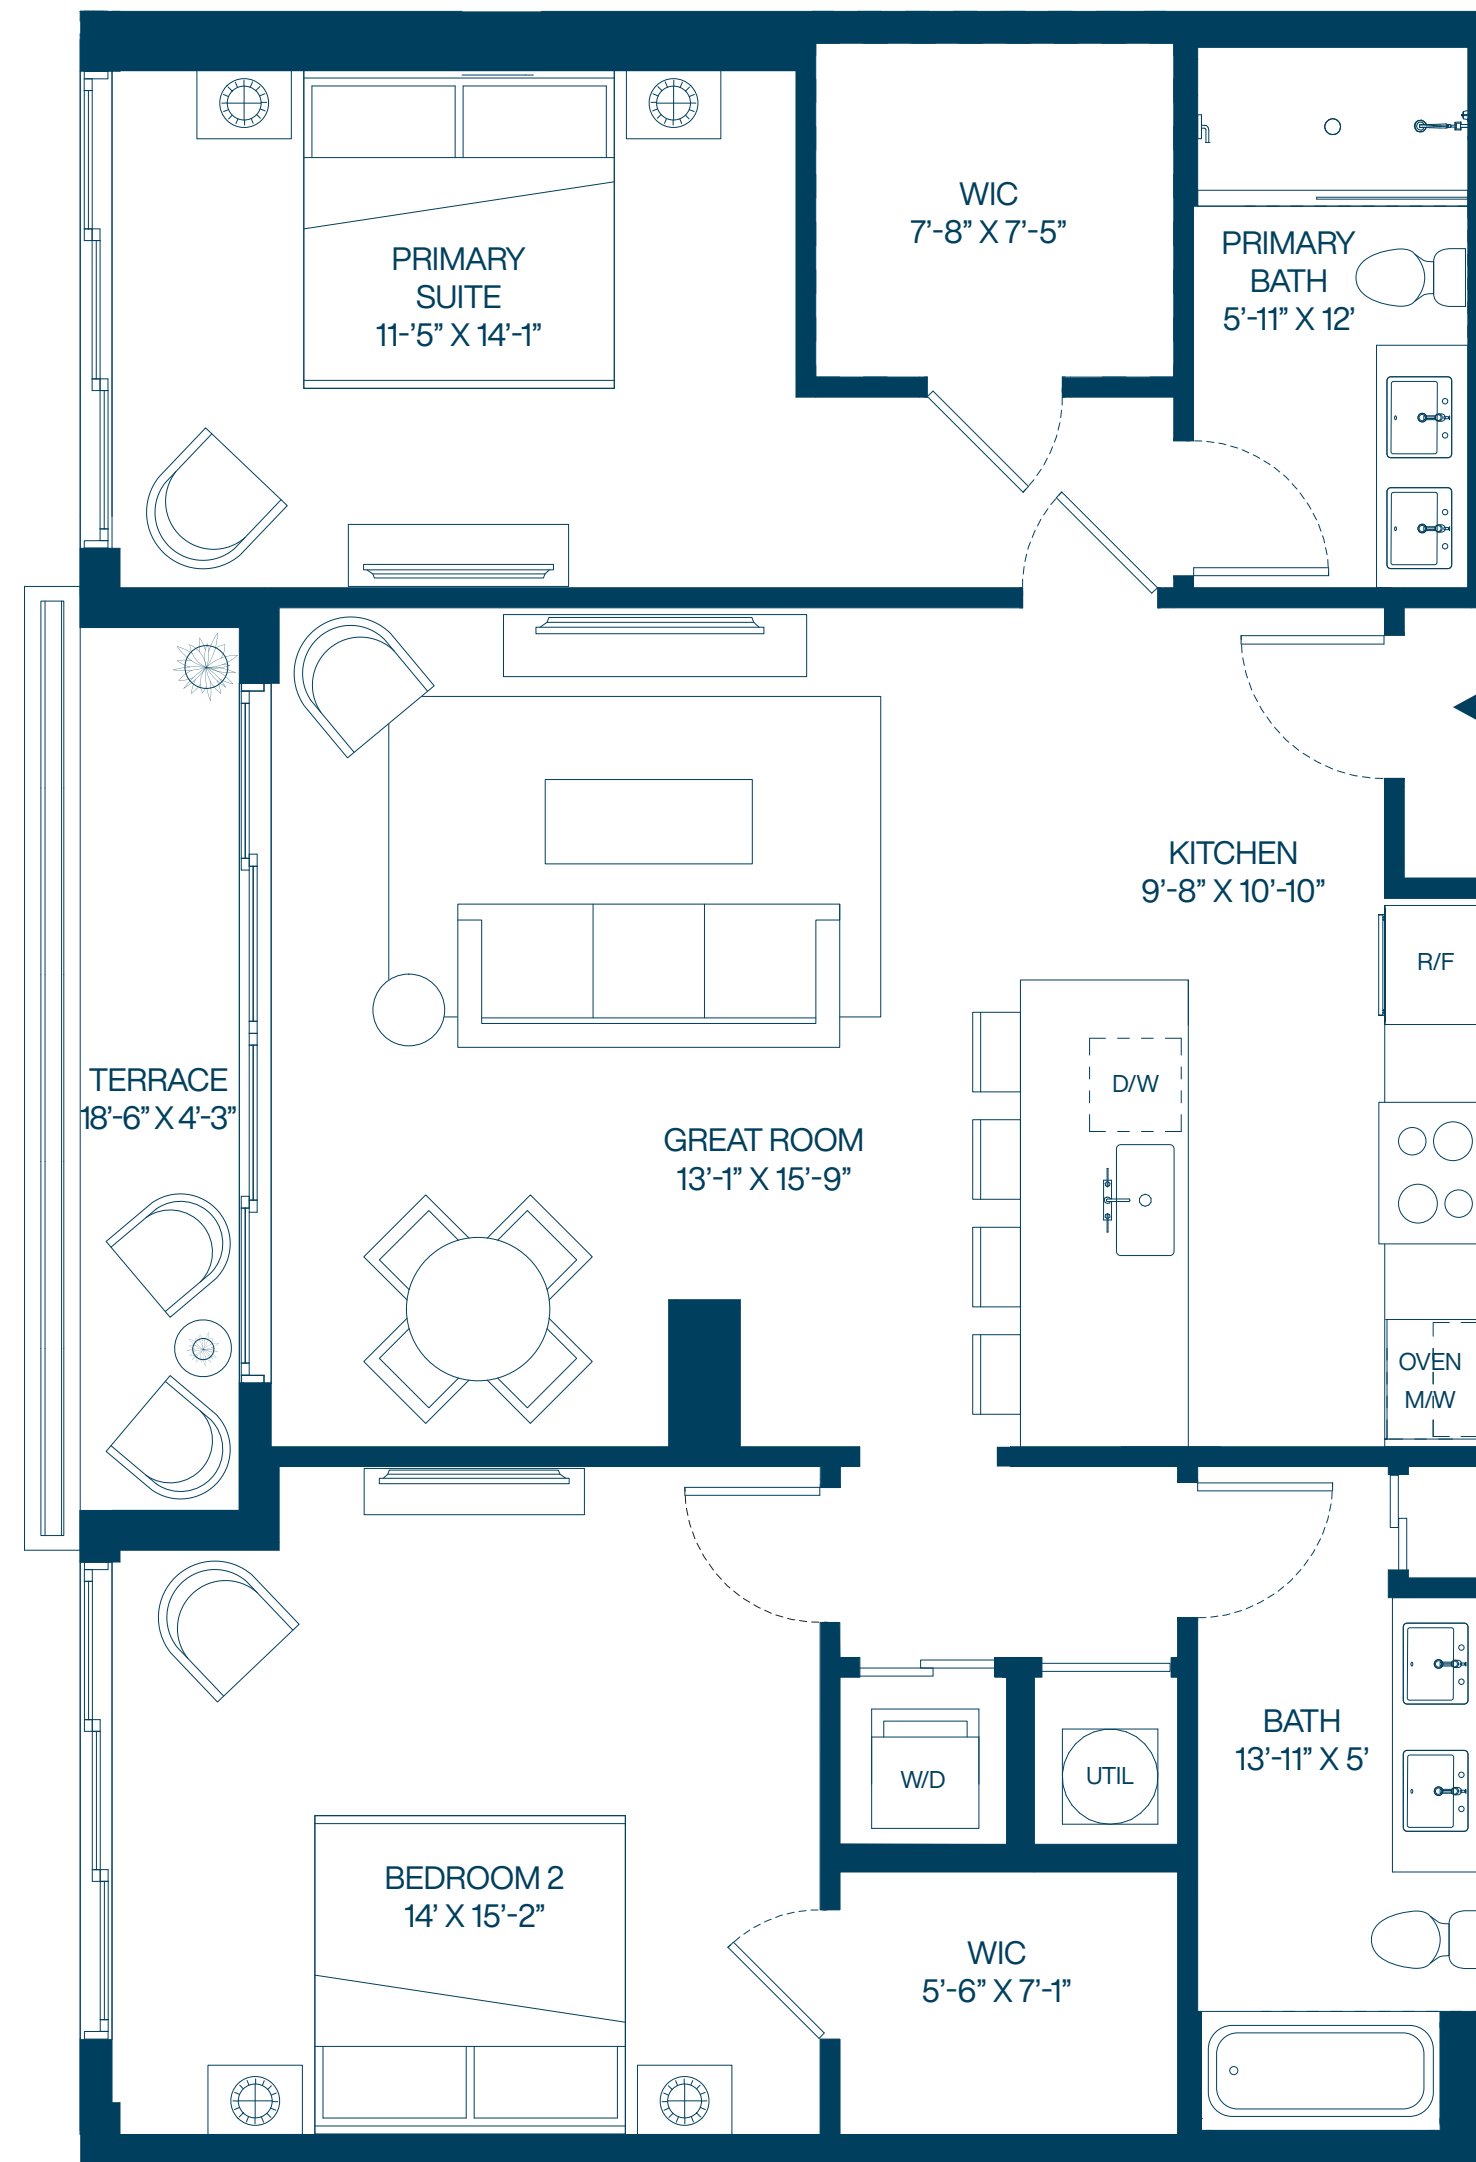 WIC
7’-8” X 7’-5”
PRIMARY
BATH
5’-11” X 12’
PRIMARY
SUITE
11-’5” X 14’-1”
KITCHEN
9’-8” X 10’-10”
R/F
TERRACE
18’-6” X 4’-3”
D/W
GREAT ROOM
13’-1” X 15’-9”
OVEN
M/W
BATH
13’-11” X 5’
W/D
UTIL
BEDROOM 2
14’ X 15’-2”
WIC
5’-6” X 7’-1”